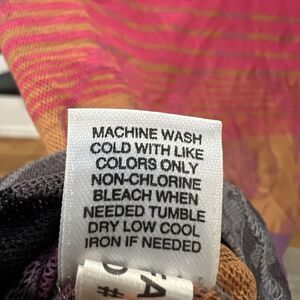 MACHINE WASH
COLD WITH LIKE
COLORS ONLY
NON-CHLORINE
BLEACH WHEN
NEEDED TUMBLE
DRY LOW COOL
IRON IF NEEDED